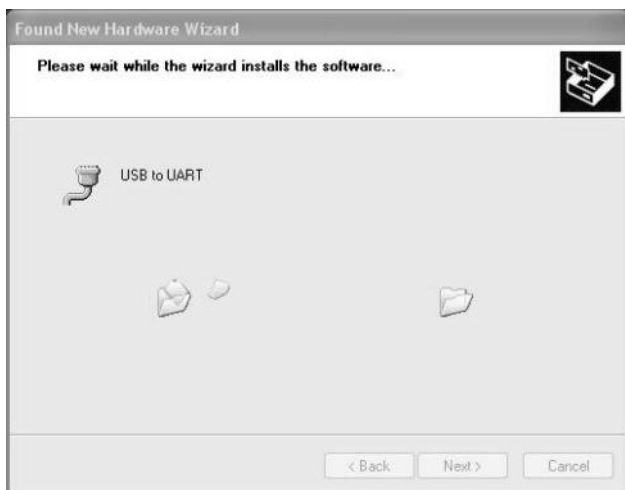 Found New Hardware Wizard
Please wait while the wizard installs the software...
USB to UART
< Back
Next >
Cancel